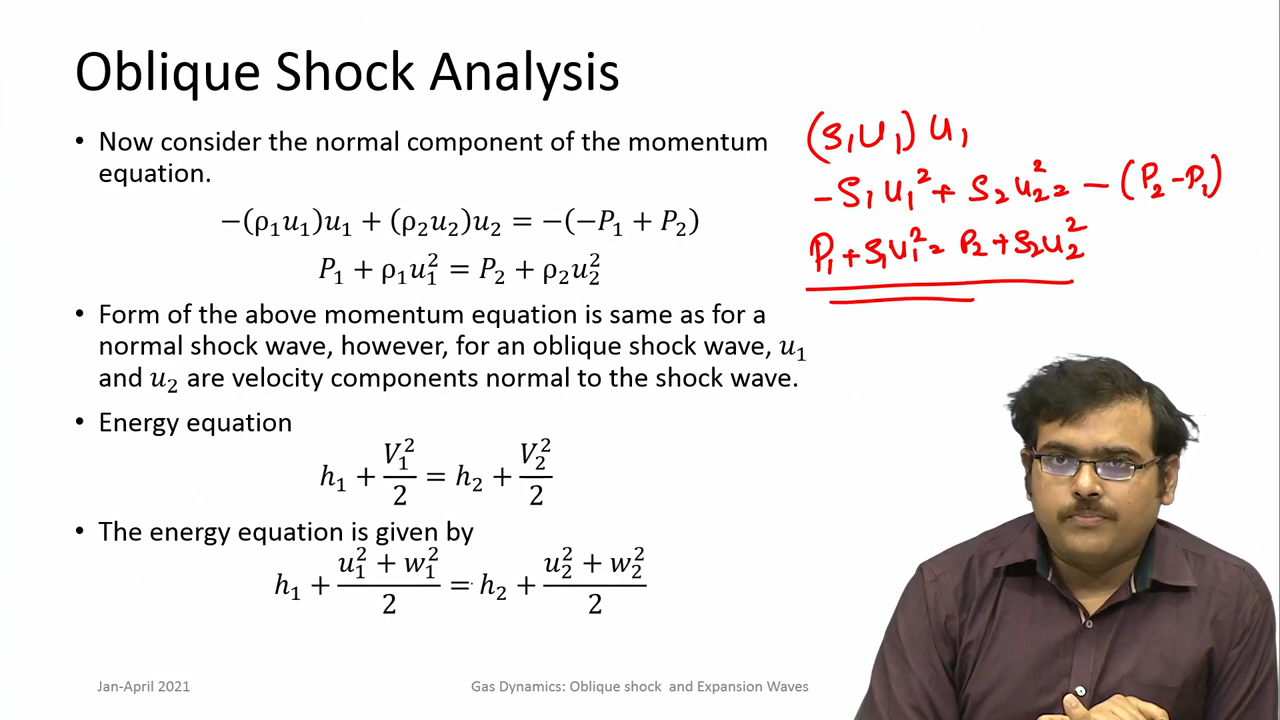 Oblique Shock Analysis
• Now consider the normal component of the momentum
equation.
−(ρ₁u₁)u₁ + (ρ₂u₂)u₂ = −(−P₁ + P₂)
P₁ + ρ₁u₁² = P₂ + ρ₂u₂²
• Form of the above momentum equation is same as for a
normal shock wave, however, for an oblique shock wave, u₁
and u₂ are velocity components normal to the shock wave.
• Energy equation
h₁ + V₁²/2 = h₂ + V₂²/2
• The energy equation is given by
h₁ + (u₁² + w₁²)/2 = h₂ + (u₂² + w₂²)/2
(ρ₁u₁) u₁
−ρ₁u₁² + ρ₂u₂² = −(P₂ −P₁)
P₁ + ρ₁u₁² = P₂ + ρ₂u₂²
Jan-April 2021
Gas Dynamics: Oblique shock and Expansion Waves